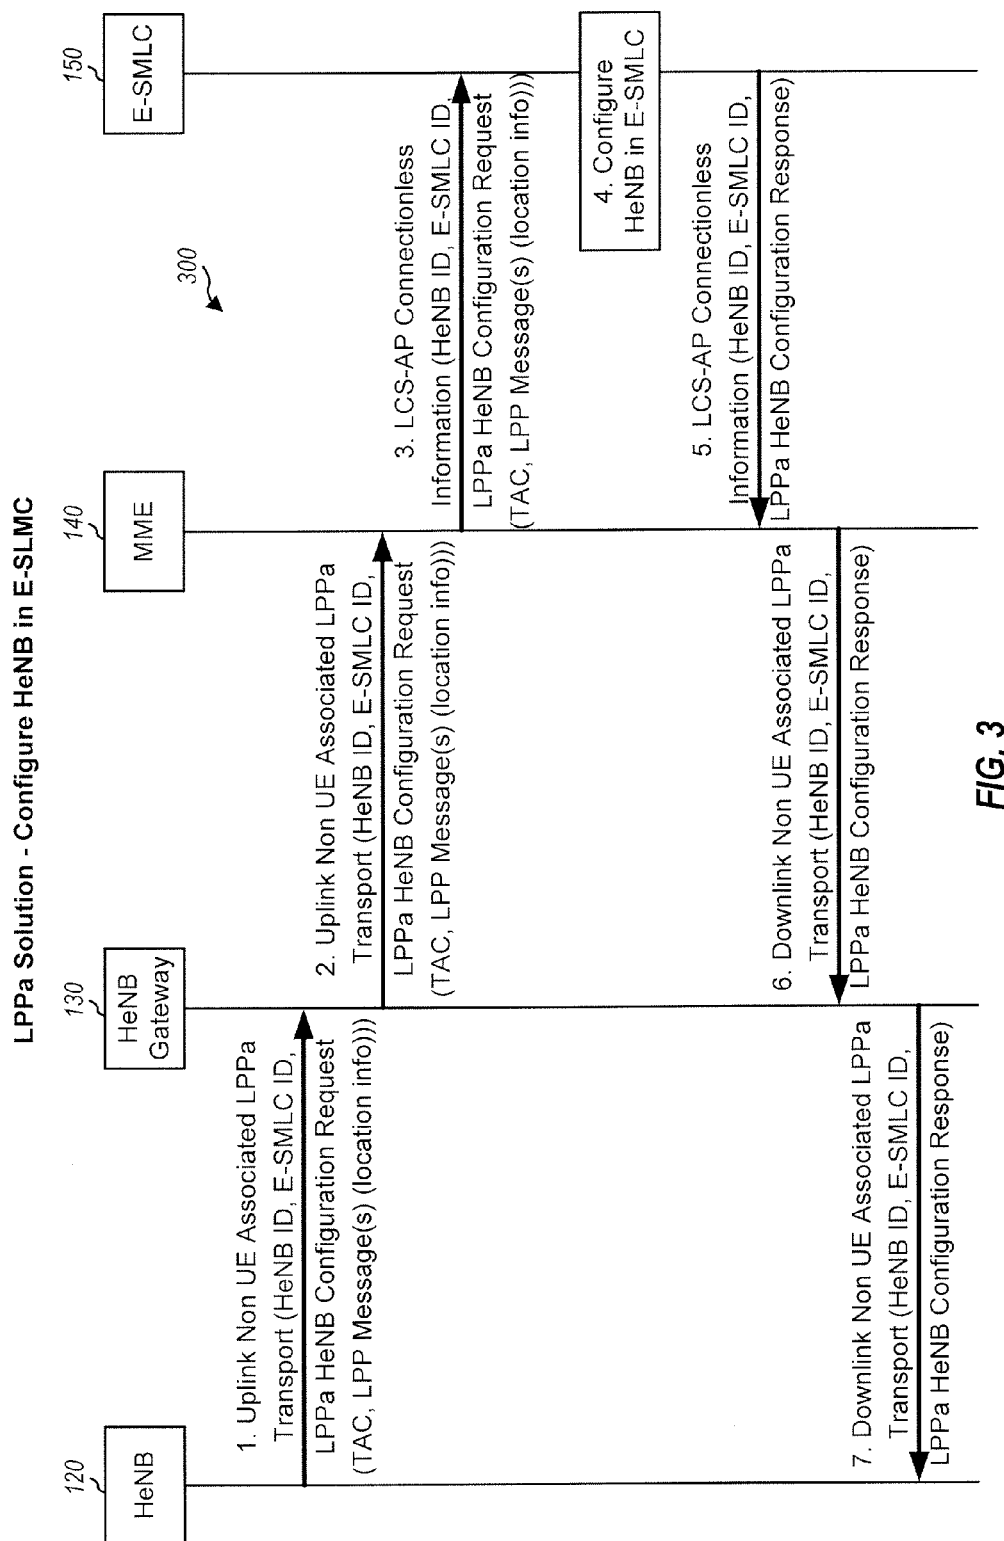 LPPa Solution - Configure HeNB in E-SLMC
120
HeNB
130
HeNB
Gateway
140
MME
150
E-SMLC
300
1. Uplink Non UE Associated LPPa
Transport (HeNB ID, E-SMLC ID,
LPPa HeNB Configuration Request
(TAC, LPP Message(s) (location info)))
2. Uplink Non UE Associated LPPa
Transport (HeNB ID, E-SMLC ID,
LPPa HeNB Configuration Request
(TAC, LPP Message(s) (location info)))
3. LCS-AP Connectionless
Information (HeNB ID, E-SMLC ID,
LPPa HeNB Configuration Request
(TAC, LPP Message(s) (location info)))
4. Configure
HeNB in E-SMLC
5. LCS-AP Connectionless
Information (HeNB ID, E-SMLC ID,
LPPa HeNB Configuration Response)
6. Downlink Non UE Associated LPPa
Transport (HeNB ID, E-SMLC ID,
LPPa HeNB Configuration Response)
7. Downlink Non UE Associated LPPa
Transport (HeNB ID, E-SMLC ID,
LPPa HeNB Configuration Response)
FIG. 3